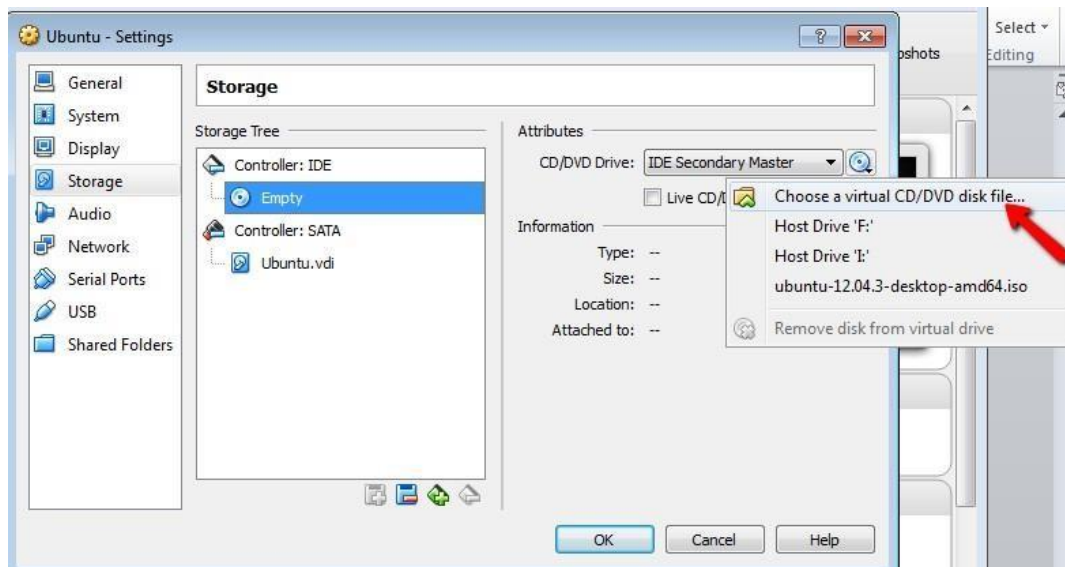 Ubuntu - Settings
Select
Editing
pshots
General
System
Display
Storage
Audio
Network
Serial Ports
USB
Shared Folders
Storage
Storage Tree
Controller: IDE
Empty
Controller: SATA
Ubuntu.vdi
Attributes
CD/DVD Drive: IDE Secondary Master
Live CD/D
Information
Type: --
Size: --
Location: --
Attached to: --
Choose a virtual CD/DVD disk file...
Host Drive 'F:'
Host Drive 'I:'
ubuntu-12.04.3-desktop-amd64.iso
Remove disk from virtual drive
OK
Cancel
Help